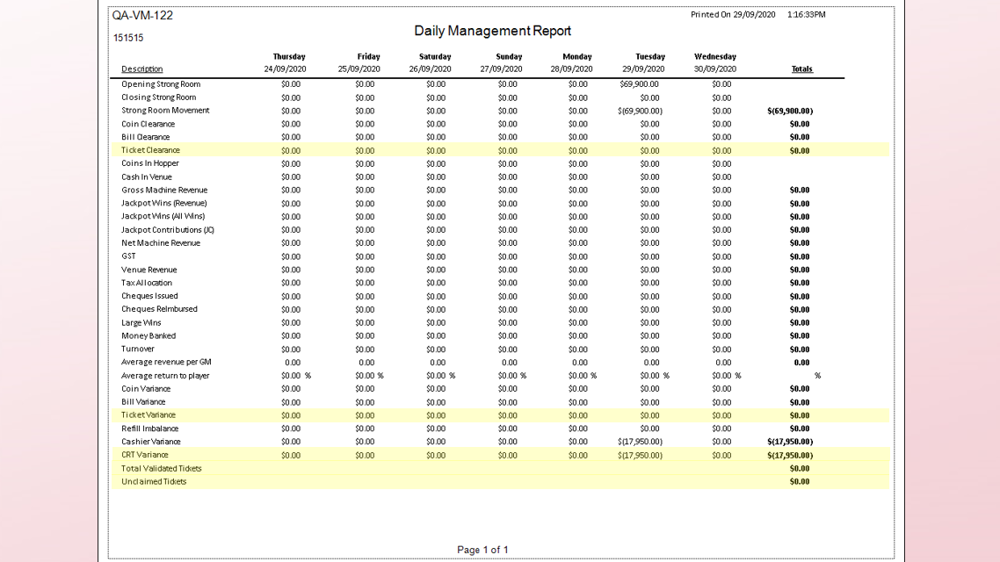 QA-VM-122 Printed On 29/09/2020 1:16:33PM
151515 Daily Management Report
Thursday Friday Saturday Sunday Monday Tuesday Wednesday
Description 24/09/2020 25/09/2020 26/09/2020 27/09/2020 28/09/2020 29/09/2020 30/09/2020 Totals
Opening Strong Room $0.00 $0.00 $0.00 $0.00 $0.00 $69,900.00 $0.00
Closing Strong Room $0.00 $0.00 $0.00 $0.00 $0.00 $0.00 $0.00
Strong Room Movement $0.00 $0.00 $0.00 $0.00 $0.00 $(69,900.00) $0.00 $(69,900.00)
Coin Clearance $0.00 $0.00 $0.00 $0.00 $0.00 $0.00 $0.00 $0.00
Bill Clearance $0.00 $0.00 $0.00 $0.00 $0.00 $0.00 $0.00 $0.00
Ticket Clearance $0.00 $0.00 $0.00 $0.00 $0.00 $0.00 $0.00 $0.00
Coins In Hopper $0.00 $0.00 $0.00 $0.00 $0.00 $0.00 $0.00
Cash In Venue $0.00 $0.00 $0.00 $0.00 $0.00 $0.00 $0.00
Gross Machine Revenue $0.00 $0.00 $0.00 $0.00 $0.00 $0.00 $0.00 $0.00
Jackpot Wins (Revenue) $0.00 $0.00 $0.00 $0.00 $0.00 $0.00 $0.00 $0.00
Jackpot Wins (All Wins) $0.00 $0.00 $0.00 $0.00 $0.00 $0.00 $0.00 $0.00
Jackpot Contributions (JC) $0.00 $0.00 $0.00 $0.00 $0.00 $0.00 $0.00 $0.00
Net Machine Revenue $0.00 $0.00 $0.00 $0.00 $0.00 $0.00 $0.00 $0.00
GST $0.00 $0.00 $0.00 $0.00 $0.00 $0.00 $0.00 $0.00
Venue Revenue $0.00 $0.00 $0.00 $0.00 $0.00 $0.00 $0.00 $0.00
Tax Allocation $0.00 $0.00 $0.00 $0.00 $0.00 $0.00 $0.00 $0.00
Cheques Issued $0.00 $0.00 $0.00 $0.00 $0.00 $0.00 $0.00 $0.00
Cheques Reimbursed $0.00 $0.00 $0.00 $0.00 $0.00 $0.00 $0.00 $0.00
Large Wins $0.00 $0.00 $0.00 $0.00 $0.00 $0.00 $0.00 $0.00
Money Banked $0.00 $0.00 $0.00 $0.00 $0.00 $0.00 $0.00 $0.00
Turnover $0.00 $0.00 $0.00 $0.00 $0.00 $0.00 $0.00 $0.00
Average revenue per GM 0.00 0.00 0.00 0.00 0.00 0.00 0.00 0.00
Average return to player $0.00 % $0.00 % $0.00 % $0.00 % $0.00 % $0.00 % $0.00 % %
Coin Variance $0.00 $0.00 $0.00 $0.00 $0.00 $0.00 $0.00 $0.00
Bill Variance $0.00 $0.00 $0.00 $0.00 $0.00 $0.00 $0.00 $0.00
Ticket Variance $0.00 $0.00 $0.00 $0.00 $0.00 $0.00 $0.00 $0.00
Refill Imbalance $0.00 $0.00 $0.00 $0.00 $0.00 $0.00 $0.00 $0.00
Cashier Variance $0.00 $0.00 $0.00 $0.00 $0.00 $(17,950.00) $0.00 $(17,950.00)
CRT Variance $0.00 $0.00 $0.00 $0.00 $0.00 $(17,950.00) $0.00 $(17,950.00)
Total Validated Tickets $0.00
Unclaimed Tickets $0.00
Page 1 of 1